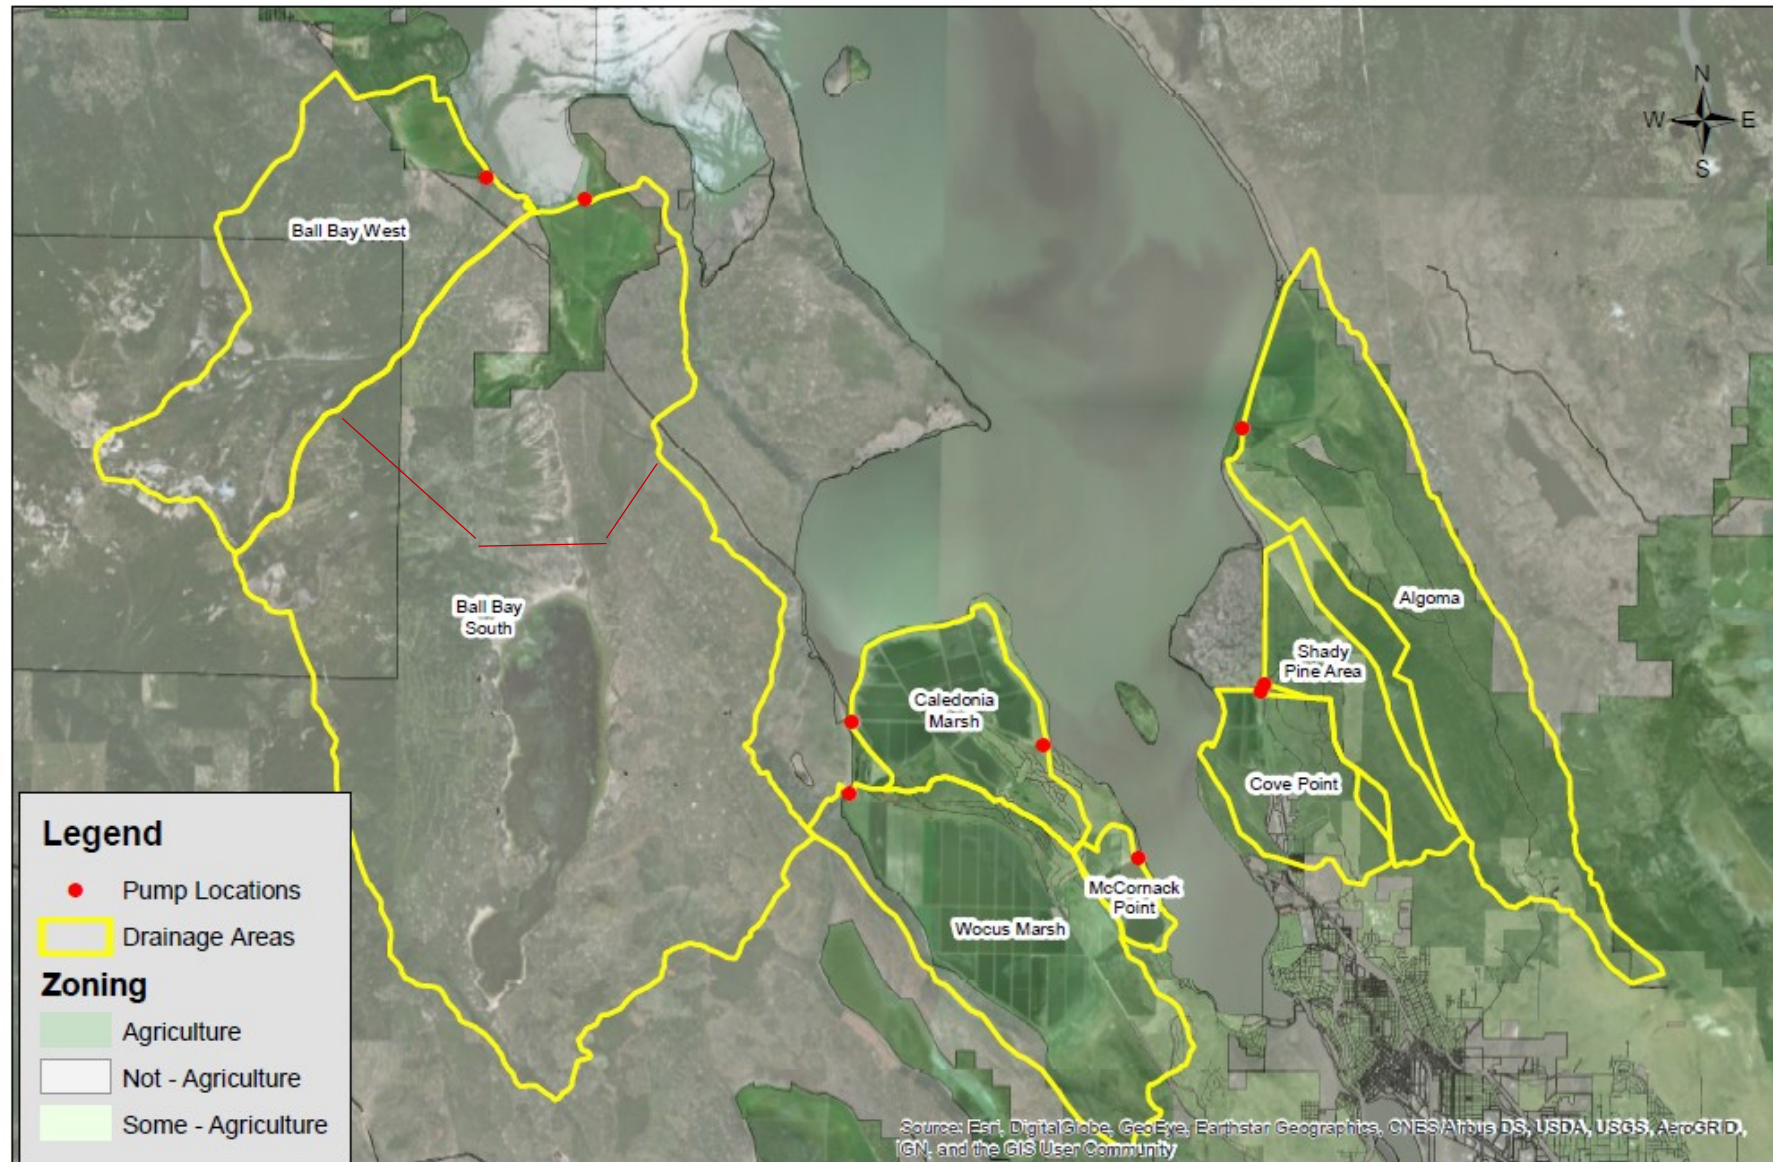 N
W E
S
Ball Bay West
Ball Bay
South
Algoma
Shady
Pine Area
Caledonia
Marsh
Cove Point
McCornack
Point
Wocus Marsh
Legend
Pump Locations
Drainage Areas
Zoning
Agriculture
Not - Agriculture
Some - Agriculture
Source: Esri, DigitalGlobe, GeoEye, Earthstar Geographics, CNES/Airbus DS, USDA, USGS, AeroGRID,
IGN, and the GIS User Community